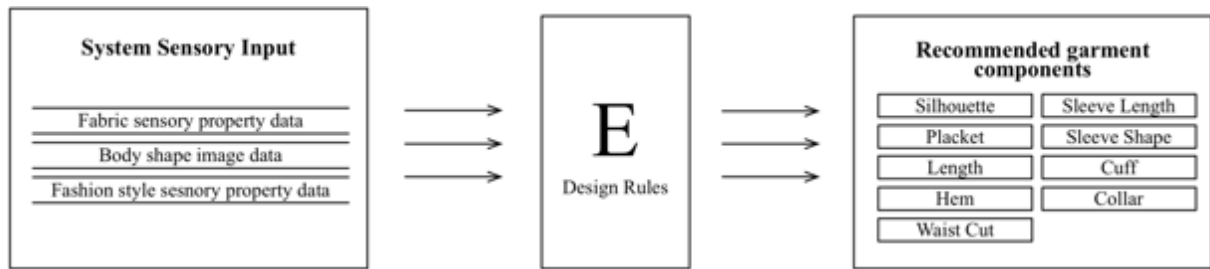 System Sensory Input
Fabric sensory property data
Body shape image data
Fashion style sesnory property data
E
Design Rules
Recommended garment
components
Silhouette
Sleeve Length
Placket
Sleeve Shape
Length
Cuff
Hem
Collar
Waist Cut